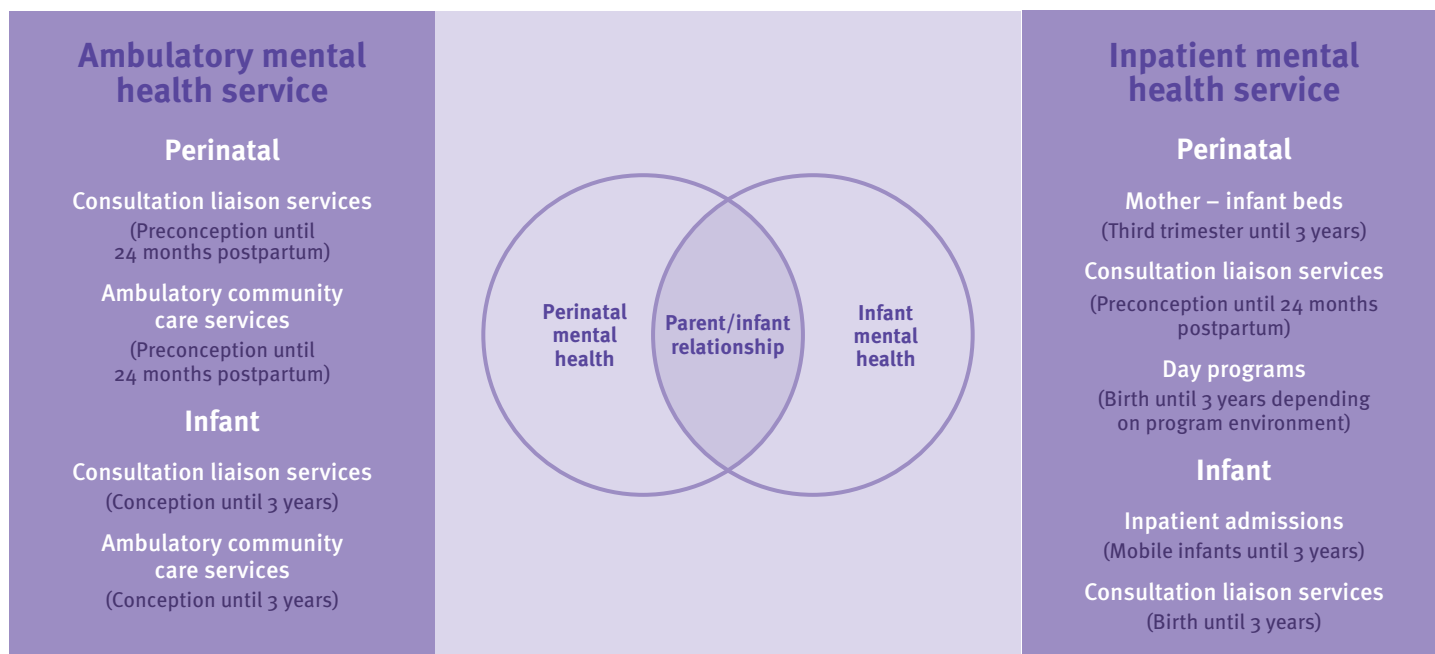 Ambulatory mental
health service
Perinatal
Consultation liaison services
(Preconception until
24 months postpartum)
Ambulatory community
care services
(Preconception until
24 months postpartum)
Infant
Consultation liaison services
(Conception until 3 years)
Ambulatory community
care services
(Conception until 3 years)
Perinatal
mental
health
Parent/infant
relationship
Infant
mental
health
Inpatient mental
health service
Perinatal
Mother – infant beds
(Third trimester until 3 years)
Consultation liaison services
(Preconception until 24 months
postpartum)
Day programs
(Birth until 3 years depending
on program environment)
Infant
Inpatient admissions
(Mobile infants until 3 years)
Consultation liaison services
(Birth until 3 years)